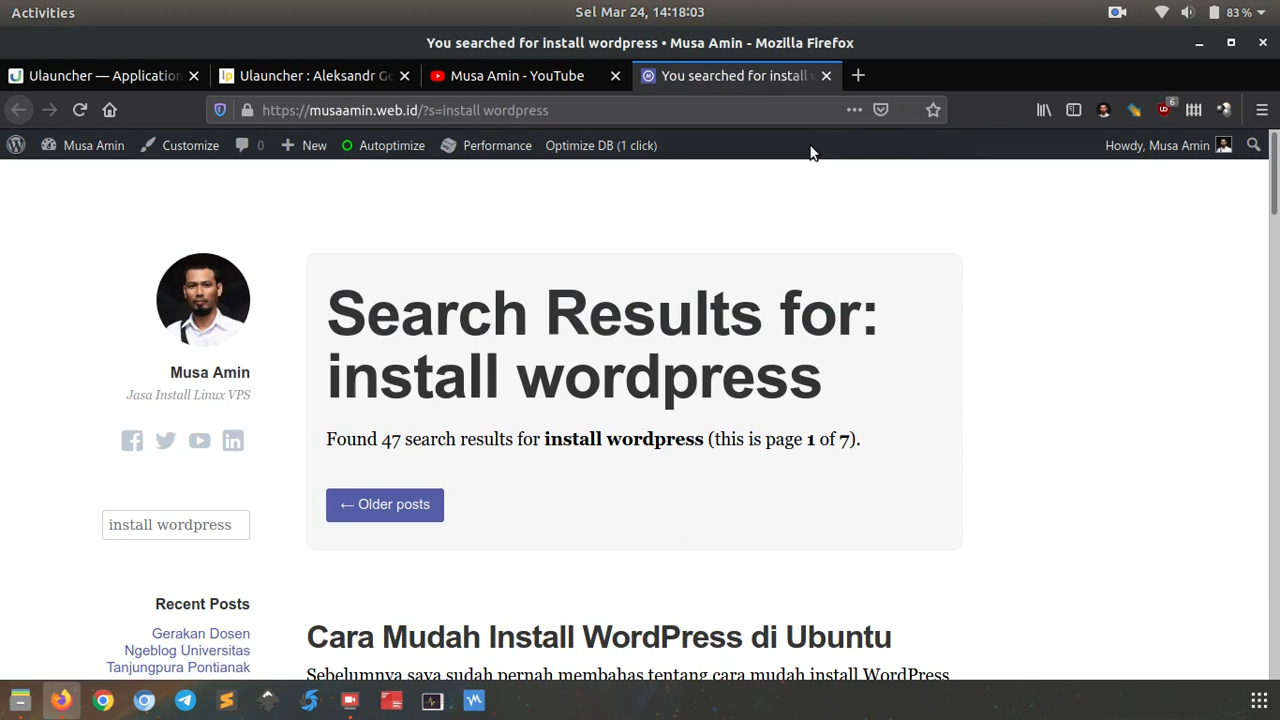 Activities
Sel Mar 24, 14:18:03
83 %
You searched for install wordpress • Musa Amin - Mozilla Firefox
Ulauncher — Application
Ulauncher : Aleksandr Go
Musa Amin - YouTube
You searched for install w
https://musaamin.web.id/?s=install wordpress
6
Musa Amin
Customize
0
New
Autoptimize
Performance
Optimize DB (1 click)
Howdy, Musa Amin
Search Results for:
install wordpress
Found 47 search results for install wordpress (this is page 1 of 7).
← Older posts
Musa Amin
Jasa Install Linux VPS
install wordpress
Recent Posts
Gerakan Dosen
Ngeblog Universitas
Tanjungpura Pontianak
Cara Mudah Install WordPress di Ubuntu
Sebelumnya saya sudah pernah membahas tentang cara mudah install WordPress